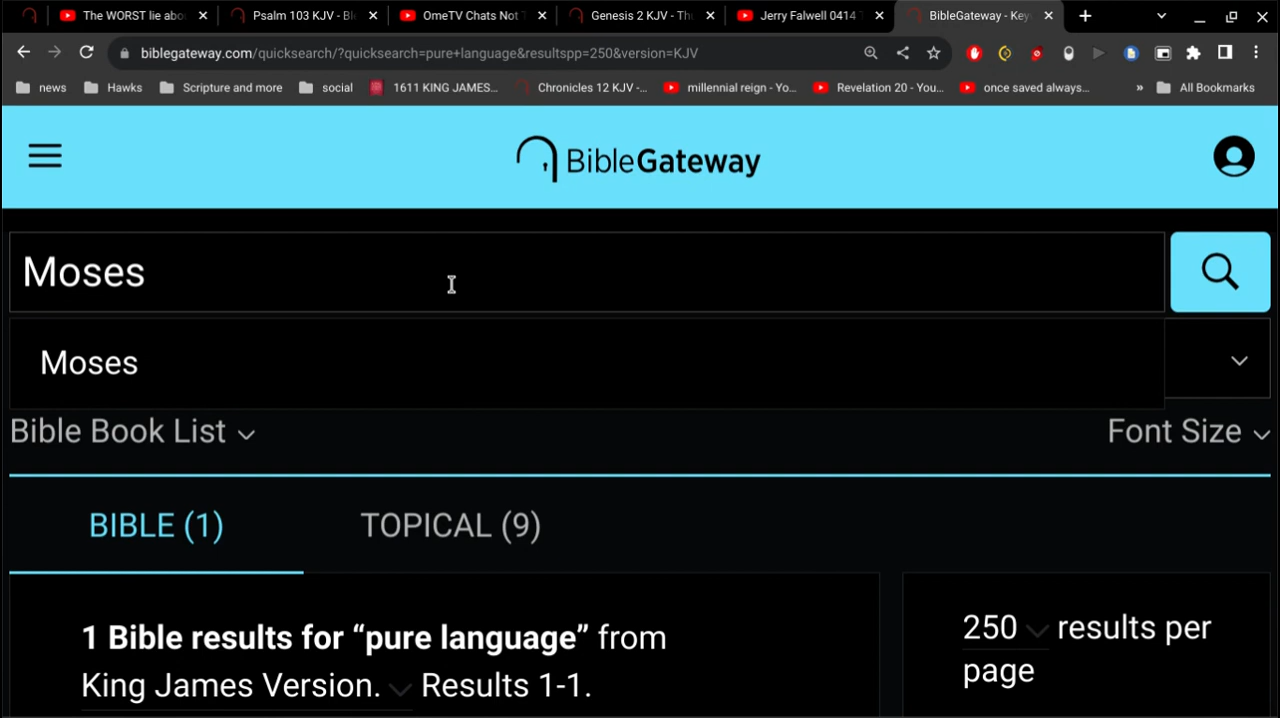 The WORST lie abo
Psalm 103 KJV - Bl
OmeTV Chats Not
Genesis 2 KJV - Th
Jerry Falwell 0414 T
BibleGateway - Key
biblegateway.com/quicksearch/?quicksearch=pure+language&resultspp=250&version=KJV
news
Hawks
Scripture and more
social
1611 KING JAMES...
Chronicles 12 KJV -...
millennial reign - Yo...
Revelation 20 - You...
once saved always...
»
All Bookmarks
BibleGateway
Moses
Moses
Bible Book List
Font Size
BIBLE (1)
TOPICAL (9)
1 Bible results for “pure language” from
King James Version. Results 1-1.
250 results per
page